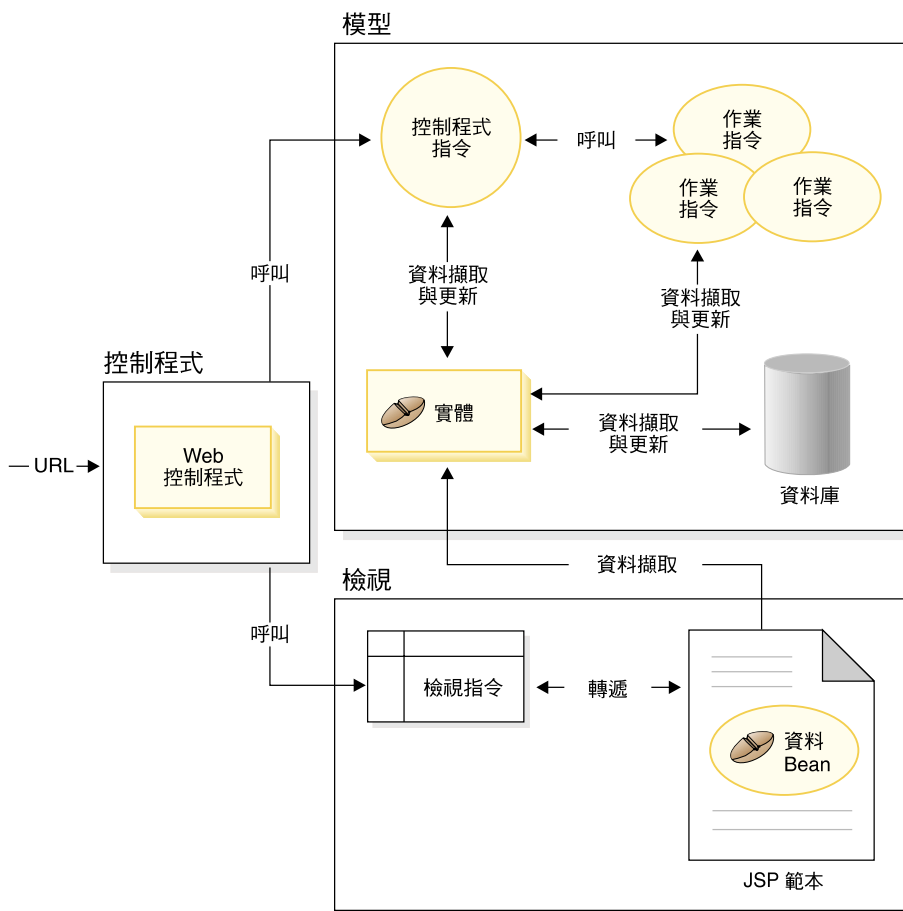 模型
控制程式
指令
呼叫
作業
指令
作業
指令
作業
指令
呼叫
資料擷取
與更新
資料擷取
與更新
控制程式
URL
Web
控制程式
實體
資料擷取
與更新
資料庫
資料擷取
檢視
呼叫
檢視指令
轉遞
資料
Bean
JSP 範本